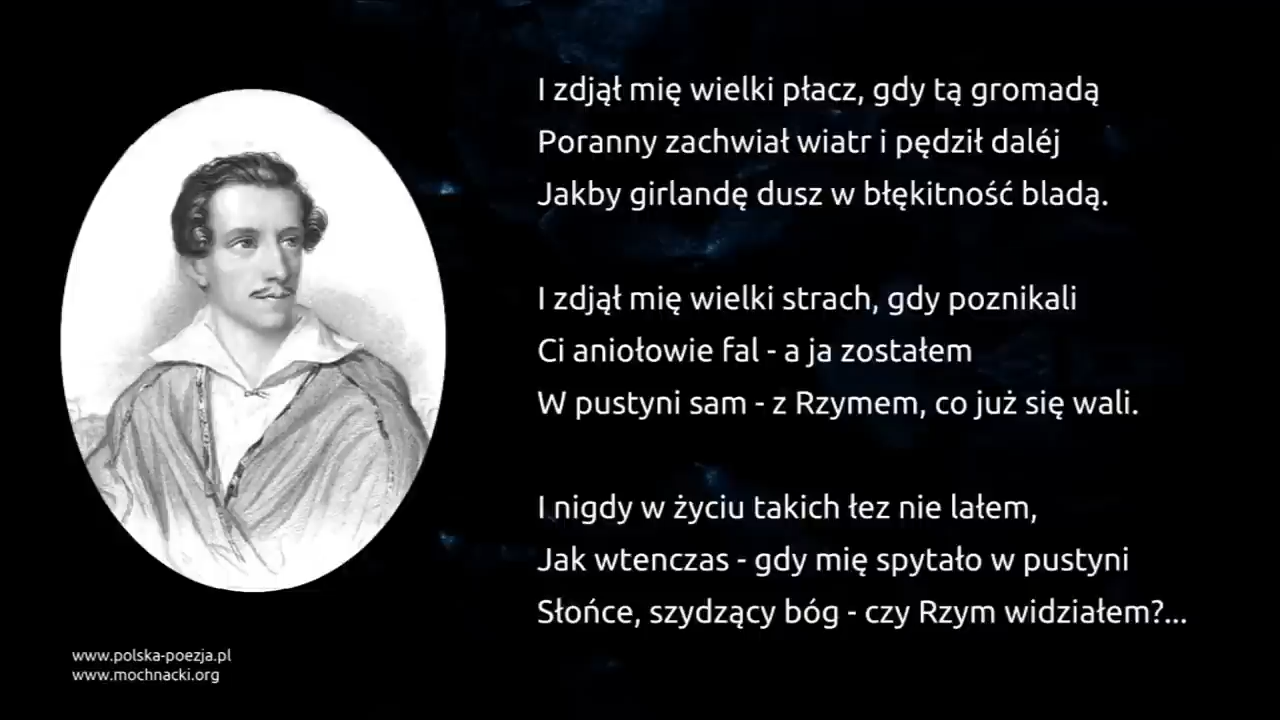 I zdjął mię wielki płacz, gdy tą gromadą
Poranny zachwiał wiatr i pędził daléj
Jakby girlandę dusz w błękitność bladą.
I zdjął mię wielki strach, gdy poznikali
Ci aniołowie fal - a ja zostałem
W pustyni sam - z Rzymem, co już się wali.
I nigdy w życiu takich łez nie lałem,
Jak wtenczas - gdy mię spytało w pustyni
Słońce, szydzący bóg - czy Rzym widziałem?...
www.polska-poezja.pl
www.mochnacki.org